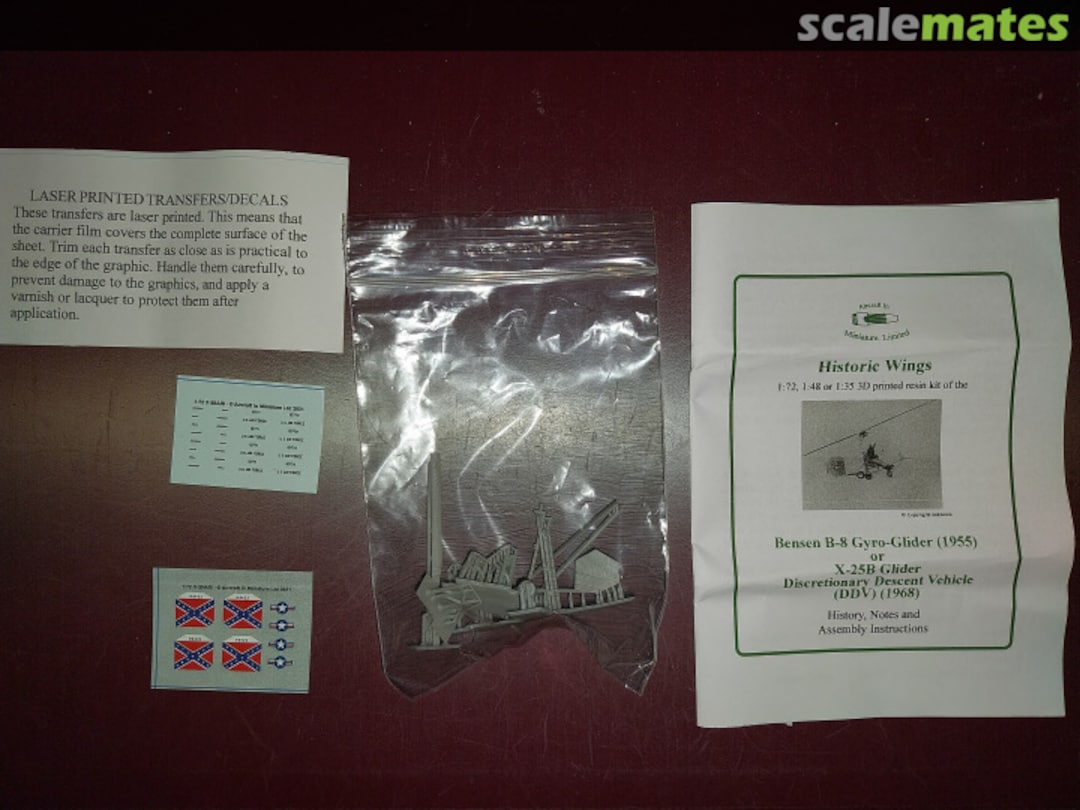 scalemates
LASER PRINTED TRANSFERS/DECALS
These transfers are laser printed. This means that
the carrier film covers the complete surface of the
sheet. Trim each transfer as close as is practical to
the edge of the graphic. Handle them carefully, to
prevent damage to the graphics, and apply a
varnish or lacquer to protect them after
application.
Aircraft In
Miniature Limited
Historic Wings
1:72, 1:48 or 1:35 3D printed resin kit of the
Bensen B-8 Gyro-Glider (1955)
or
X-25B Glider
Discretionary Descent Vehicle
(DDV) (1968)
History, Notes and
Assembly Instructions